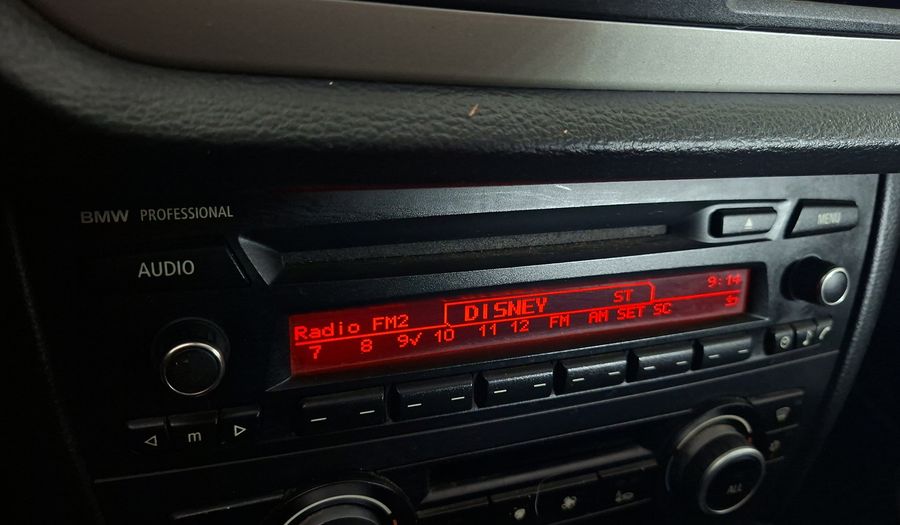 BMW PROFESSIONAL
MENU
AUDIO
Radio FM2 DISNEY ST 9:14
7 8 9✓ 10 11 12 FM AM SET SC
m
ALL